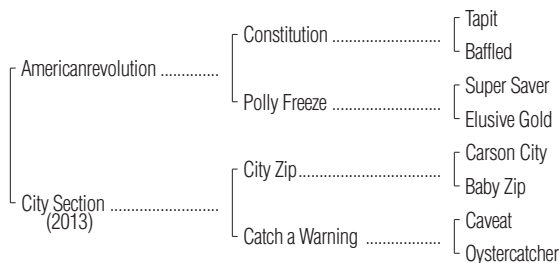 Tapit
Constitution
Baffled
Americanrevolution
Super Saver
Polly Freeze
Elusive Gold
Carson City
City Zip
Baby Zip
City Section
(2013)
Caveat
Catch a Warning
Oystercatcher